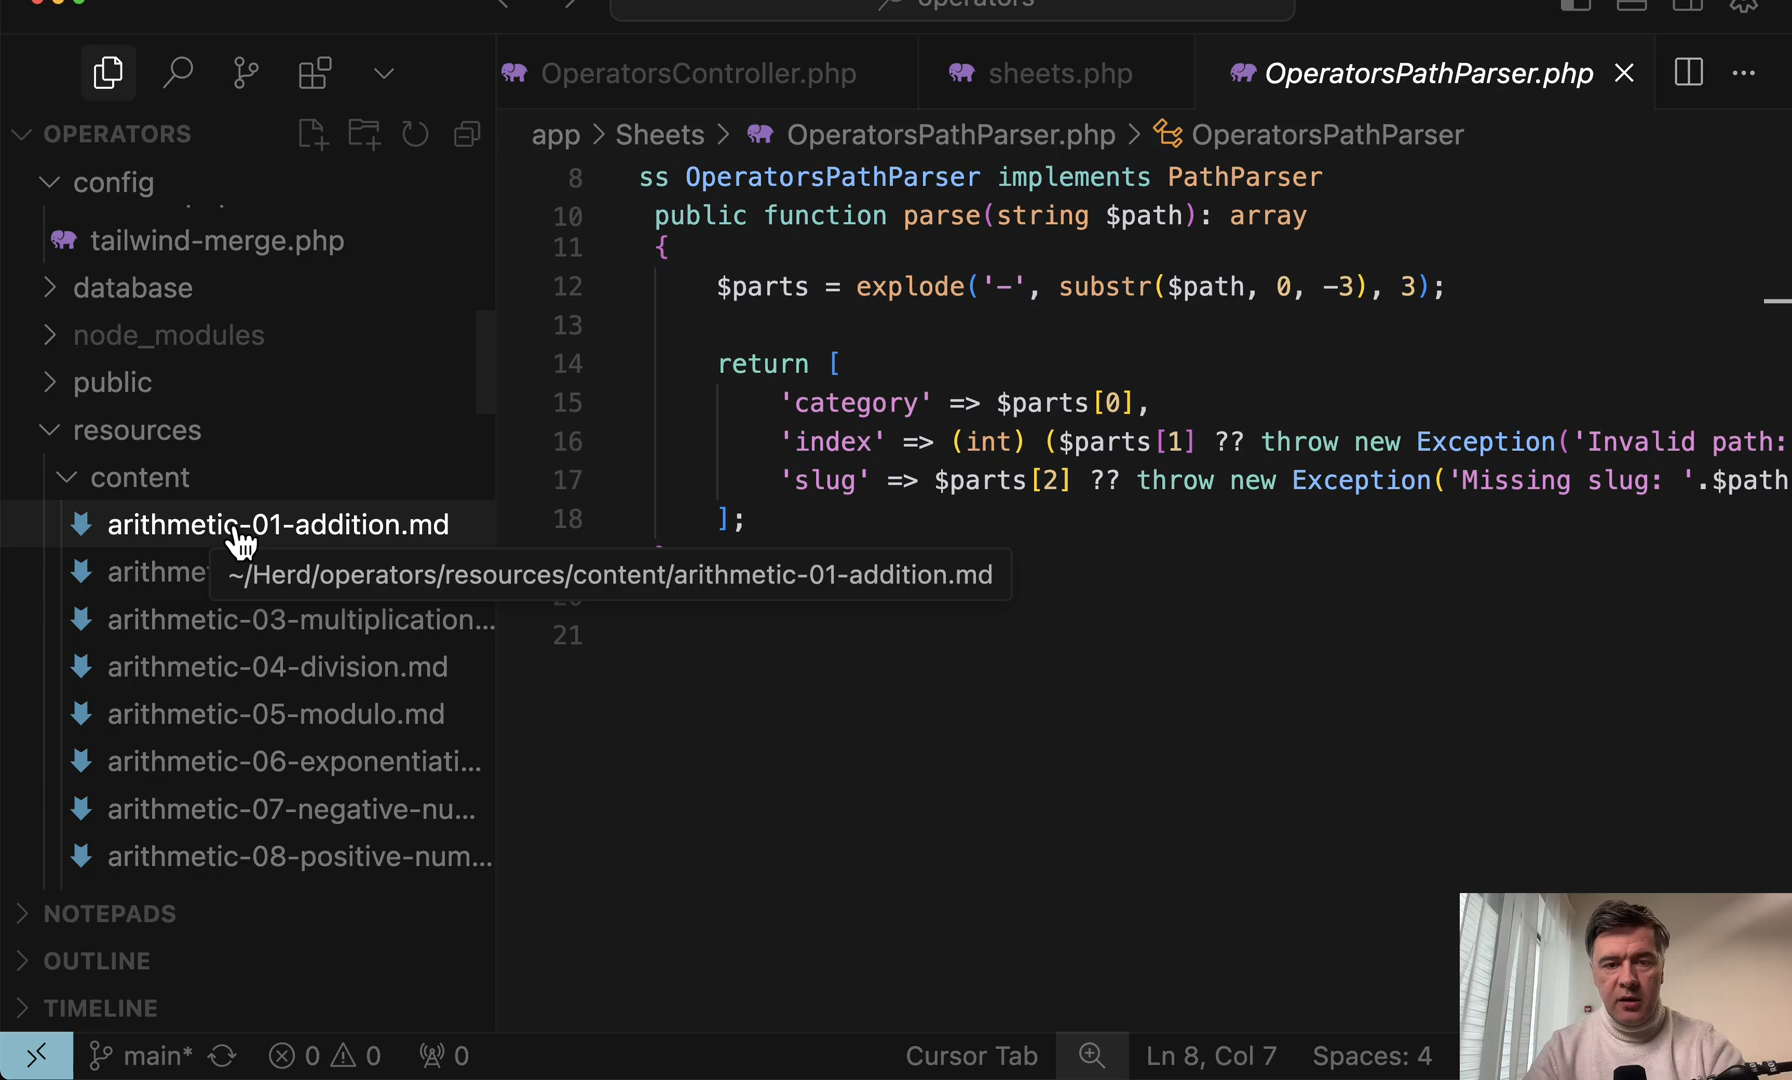 operators
OperatorsController.php
sheets.php
OperatorsPathParser.php
OPERATORS
config
tailwind-merge.php
database
node_modules
public
resources
content
arithmetic-01-addition.md
arithme
~/Herd/operators/resources/content/arithmetic-01-addition.md
arithmetic-03-multiplication...
arithmetic-04-division.md
arithmetic-05-modulo.md
arithmetic-06-exponentiati...
arithmetic-07-negative-nu...
arithmetic-08-positive-num...
NOTEPADS
OUTLINE
TIMELINE
app > Sheets > OperatorsPathParser.php > OperatorsPathParser
8 ss OperatorsPathParser implements PathParser
10 public function parse(string $path): array
11 {
12 $parts = explode('-', substr($path, 0, -3), 3);
13
14 return [
15 'category' => $parts[0],
16 'index' => (int) ($parts[1] ?? throw new Exception('Invalid path:
17 'slug' => $parts[2] ?? throw new Exception('Missing slug: '.$path
18 ];
21
main* 0 0 0
Cursor Tab Ln 8, Col 7 Spaces: 4